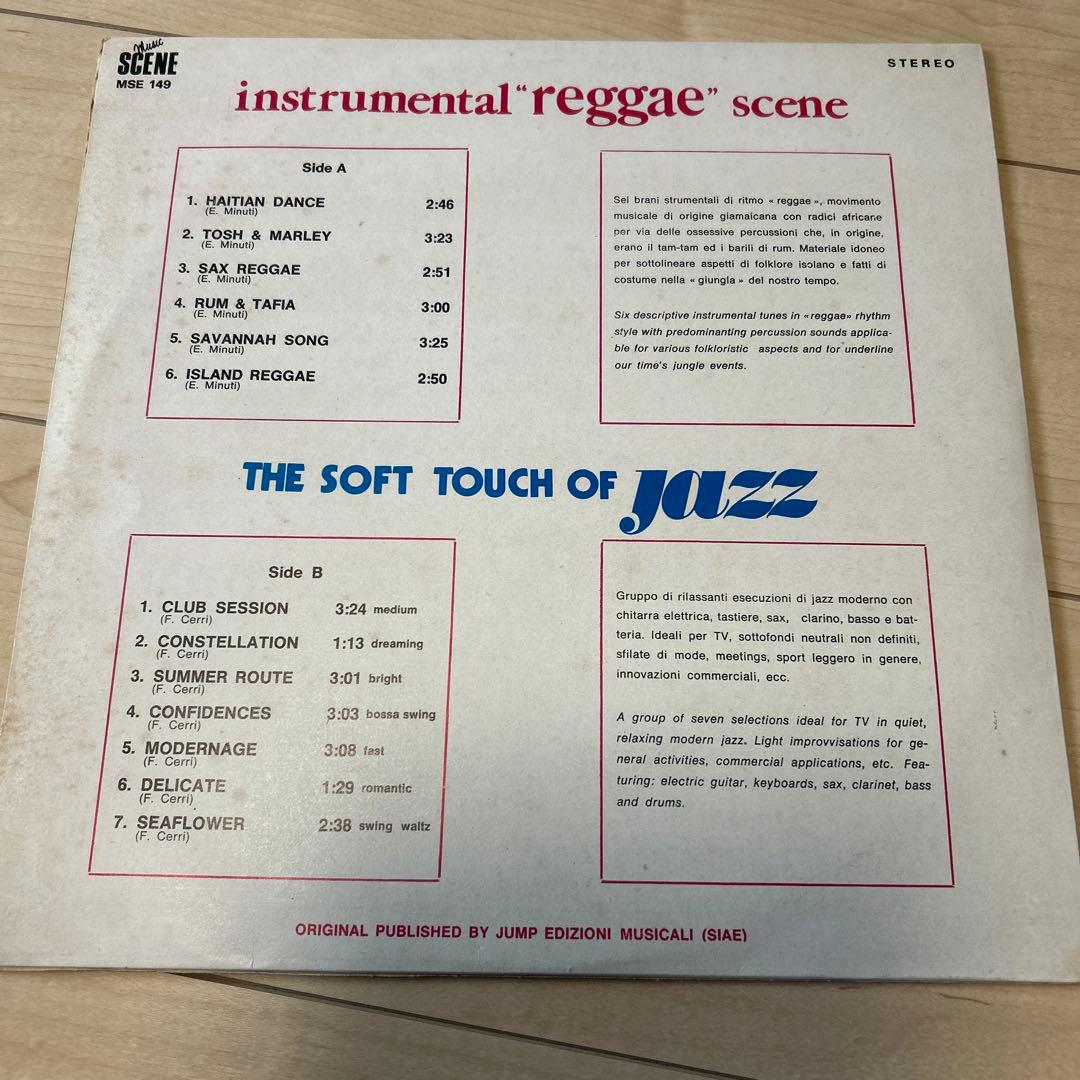 Music
SCENE
MSE 149
STEREO
instrumental "reggae" scene
Side A
1. HAITIAN DANCE 2:46
(E. Minuti)
2. TOSH & MARLEY 3:23
(E. Minuti)
3. SAX REGGAE 2:51
(E. Minuti)
4. RUM & TAFIA 3:00
(E. Minuti)
5. SAVANNAH SONG 3:25
(E. Minuti)
6. ISLAND REGGAE 2:50
(E. Minuti)
Sei brani strumentali di ritmo « reggae », movimento
musicale di origine giamaicana con radici africane
per via delle ossessive percussioni che, in origine,
erano il tam-tam ed i barili di rum. Materiale idoneo
per sottolineare aspetti di folklore isolano e fatti di
costume nella « giungla » del nostro tempo.
Six descriptive instrumental tunes in «reggae» rhythm
style with predominanting percussion sounds applica-
ble for various folkloristic aspects and for underline
our time's jungle events.
THE SOFT TOUCH OF jazz
Side B
1. CLUB SESSION 3:24 medium
(F. Cerri)
2. CONSTELLATION 1:13 dreaming
(F. Cerri)
3. SUMMER ROUTE 3:01 bright
(F. Cerri)
4. CONFIDENCES 3:03 bossa swing
(F. Cerri)
5. MODERNAGE 3:08 fast
(F. Cerri)
6. DELICATE 1:29 romantic
(F. Cerri)
7. SEAFLOWER 2:38 swing waltz
(F. Cerri)
Gruppo di rilassanti esecuzioni di jazz moderno con
chitarra elettrica, tastiere, sax, clarino, basso e bat-
teria. Ideali per TV, sottofondi neutrali non definiti,
sfilate di mode, meetings, sport leggero in genere,
innovazioni commerciali, ecc.
A group of seven selections ideal for TV in quiet,
relaxing modern jazz. Light improvvisations for ge-
neral activities, commercial applications, etc. Fea-
turing: electric guitar, keyboards, sax, clarinet, bass
and drums.
ORIGINAL PUBLISHED BY JUMP EDIZIONI MUSICALI (SIAE)